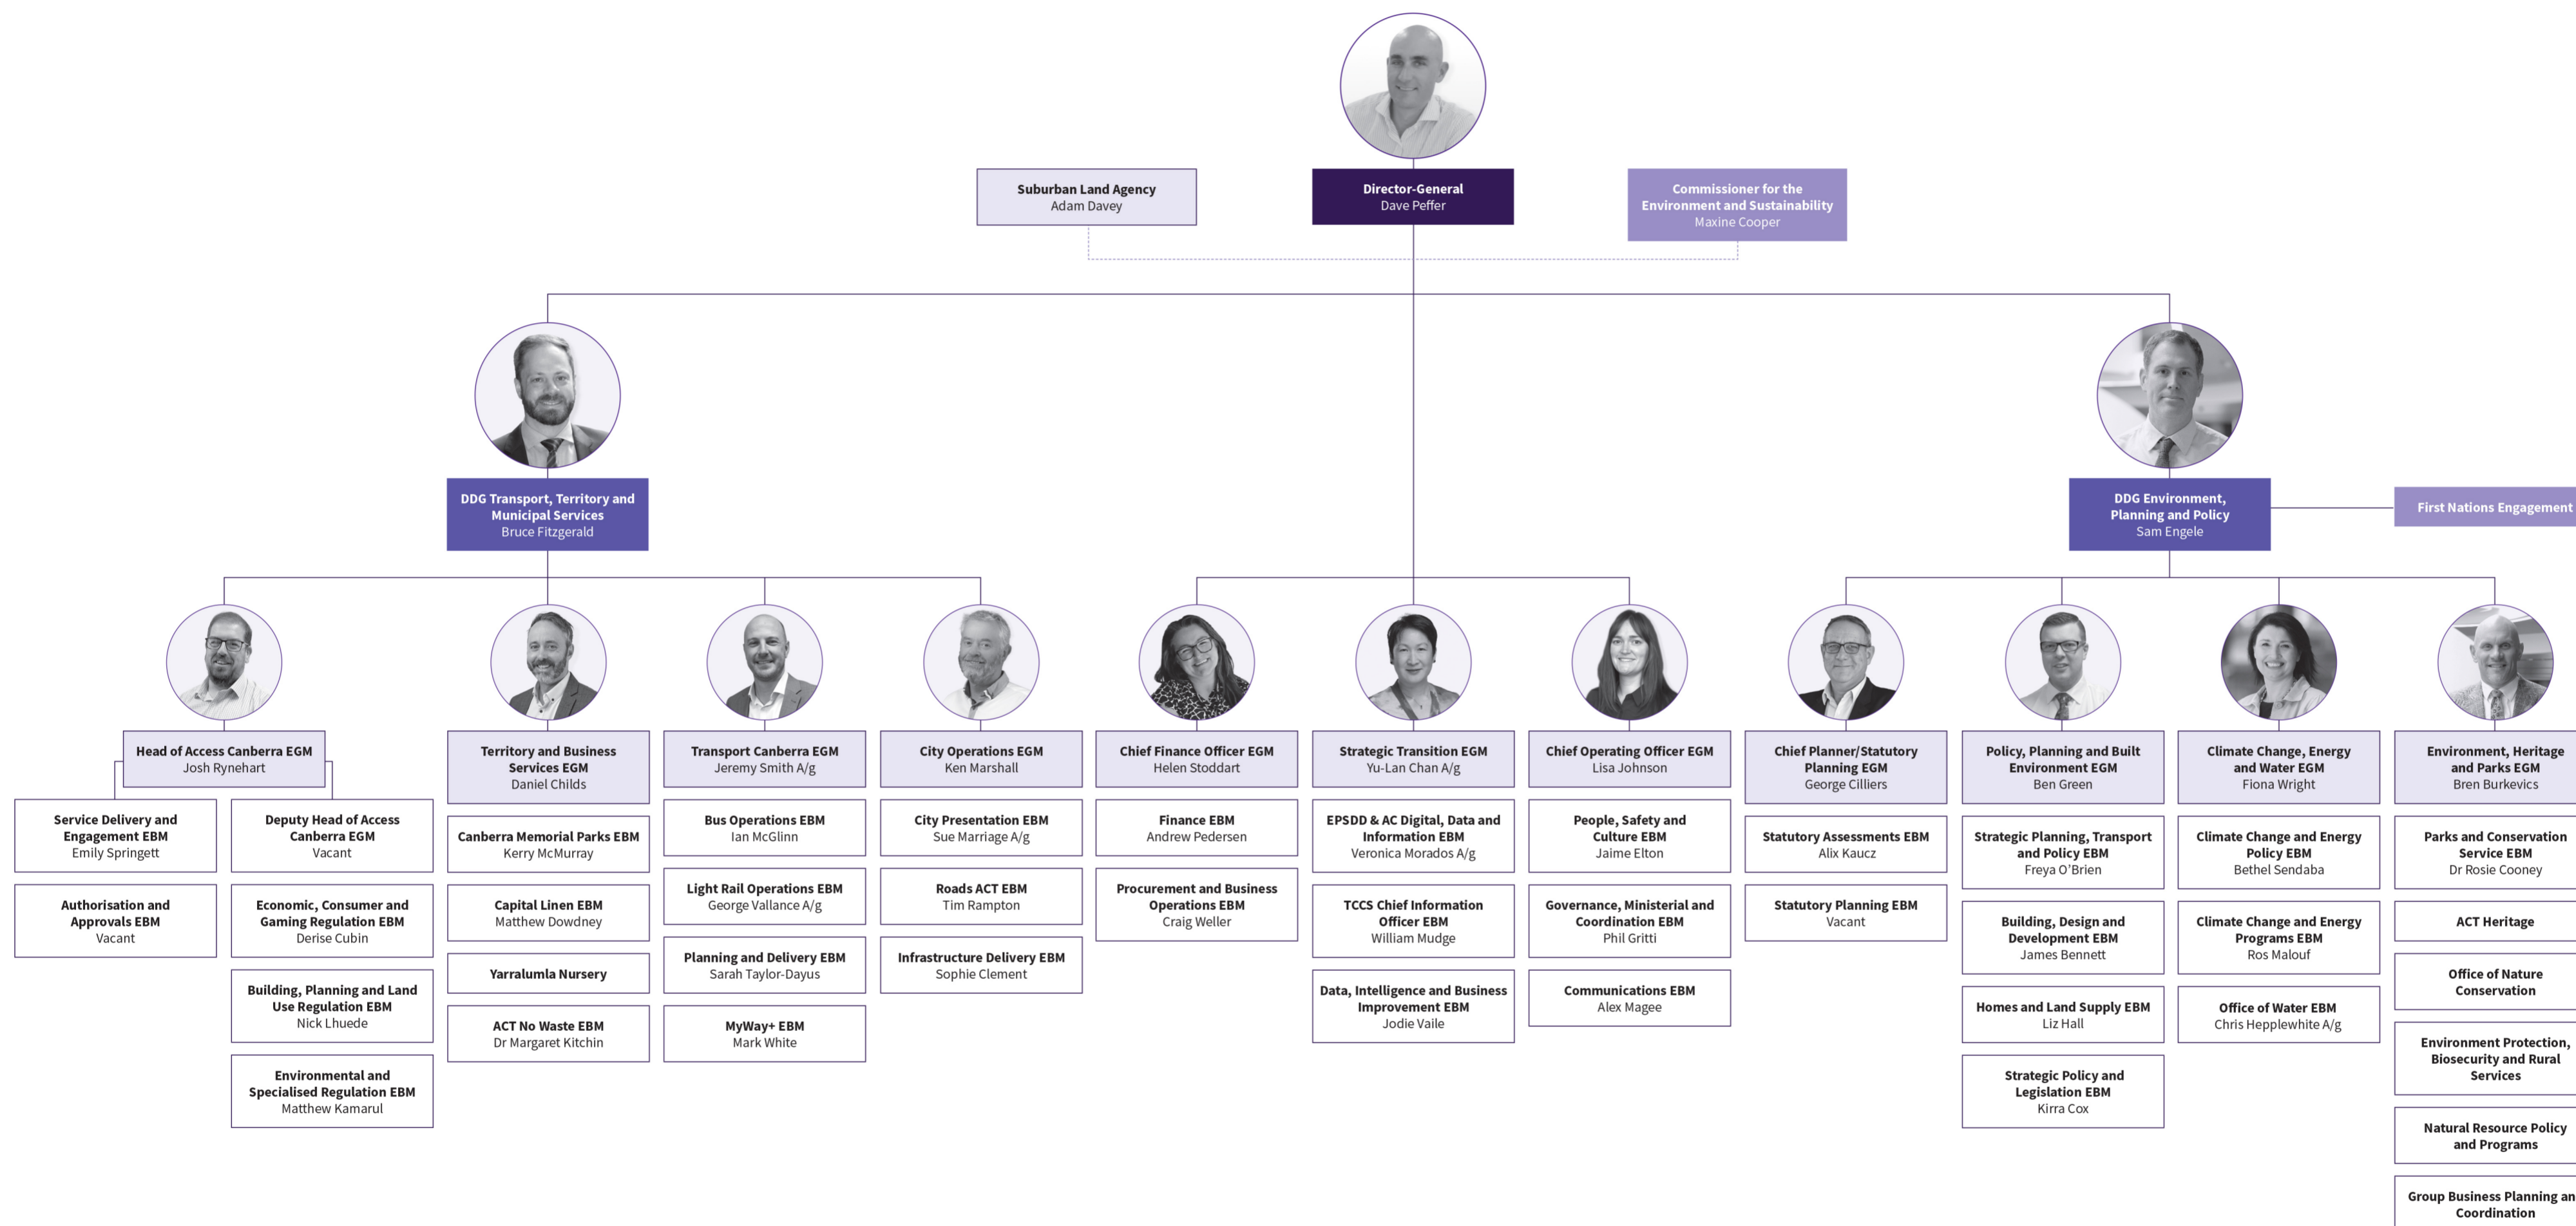 Suburban Land Agency
Adam Davey
Director-General
Dave Peffer
Commissioner for the
Environment and Sustainability
Maxine Cooper
DDG Transport, Territory and
Municipal Services
Bruce Fitzgerald
DDG Environment,
Planning and Policy
Sam Engele
First Nations Engagement
Head of Access Canberra EGM
Josh Rynehart
Service Delivery and
Engagement EBM
Emily Springett
Authorisation and
Approvals EBM
Vacant
Deputy Head of Access
Canberra EGM
Vacant
Economic, Consumer and
Gaming Regulation EBM
Derise Cubin
Building, Planning and Land
Use Regulation EBM
Nick Lhuede
Environmental and
Specialised Regulation EBM
Matthew Kamarul
Territory and Business
Services EGM
Daniel Childs
Canberra Memorial Parks EBM
Kerry McMurray
Capital Linen EBM
Matthew Dowdney
Yarralumla Nursery
ACT No Waste EBM
Dr Margaret Kitchin
Transport Canberra EGM
Jeremy Smith A/g
Bus Operations EBM
Ian McGlinn
Light Rail Operations EBM
George Vallance A/g
Planning and Delivery EBM
Sarah Taylor-Dayus
MyWay+ EBM
Mark White
City Operations EGM
Ken Marshall
City Presentation EBM
Sue Marriage A/g
Roads ACT EBM
Tim Rampton
Infrastructure Delivery EBM
Sophie Clement
Chief Finance Officer EGM
Helen Stoddart
Finance EBM
Andrew Pedersen
Procurement and Business
Operations EBM
Craig Weller
Strategic Transition EGM
Yu-Lan Chan A/g
EPSDD & AC Digital, Data and
Information EBM
Veronica Morados A/g
TCCS Chief Information
Officer EBM
William Mudge
Data, Intelligence and Business
Improvement EBM
Jodie Vaile
Chief Operating Officer EGM
Lisa Johnson
People, Safety and
Culture EBM
Jaime Elton
Governance, Ministerial and
Coordination EBM
Phil Gritti
Communications EBM
Alex Magee
Chief Planner/Statutory
Planning EGM
George Cilliers
Statutory Assessments EBM
Alix Kaucz
Statutory Planning EBM
Vacant
Policy, Planning and Built
Environment EGM
Ben Green
Strategic Planning, Transport
and Policy EBM
Freya O’Brien
Building, Design and
Development EBM
James Bennett
Homes and Land Supply EBM
Liz Hall
Strategic Policy and
Legislation EBM
Kirra Cox
Climate Change, Energy
and Water EGM
Fiona Wright
Climate Change and Energy
Policy EBM
Bethel Sendaba
Climate Change and Energy
Programs EBM
Ros Malouf
Office of Water EBM
Chris Hepplewhite A/g
Environment, Heritage
and Parks EGM
Bren Burkevics
Parks and Conservation
Service EBM
Dr Rosie Cooney
ACT Heritage
Office of Nature
Conservation
Environment Protection,
Biosecurity and Rural
Services
Natural Resource Policy
and Programs
Group Business Planning
Coordination